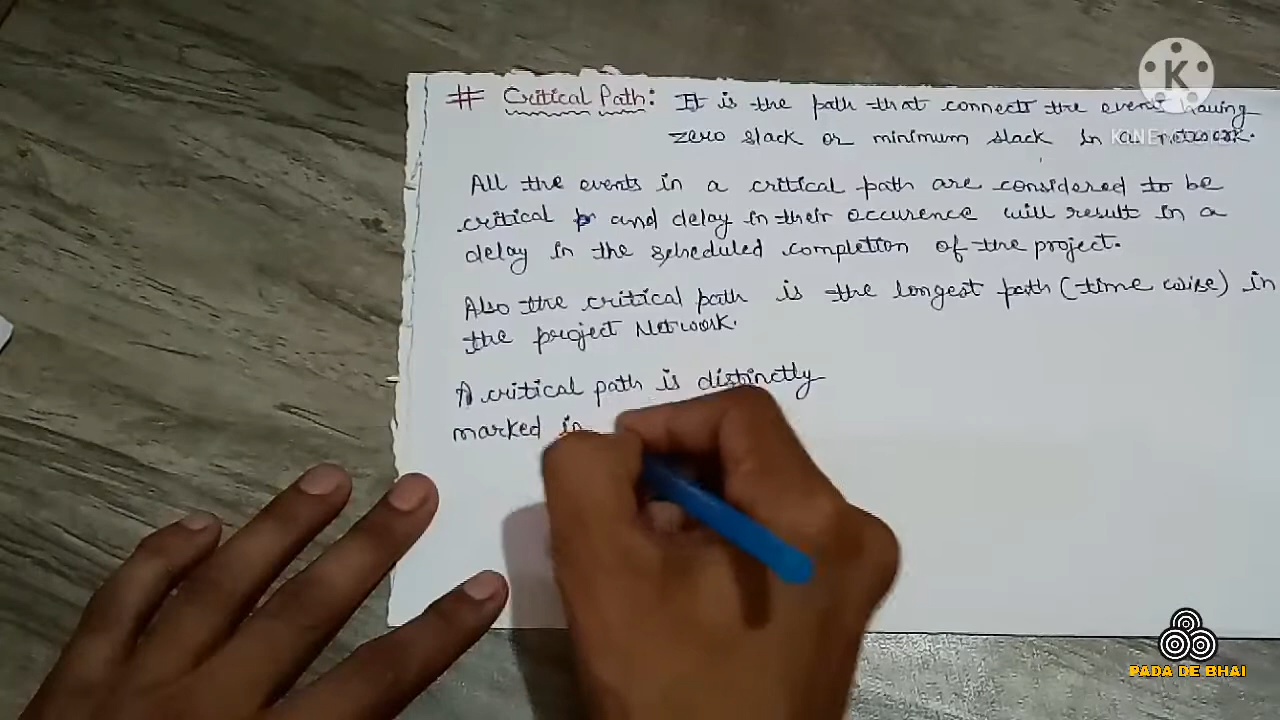 # Critical Path: It is the path that connects the events having
zero slack or minimum slack in a network.
All the events in a critical path are considered to be
critical and delay in their occurence will result in a
delay in the scheduled completion of the project.
Also the critical path is the longest path (time wise) in
the project Network.
A critical path is distinctly
marked in
K
PADA DE BHAI